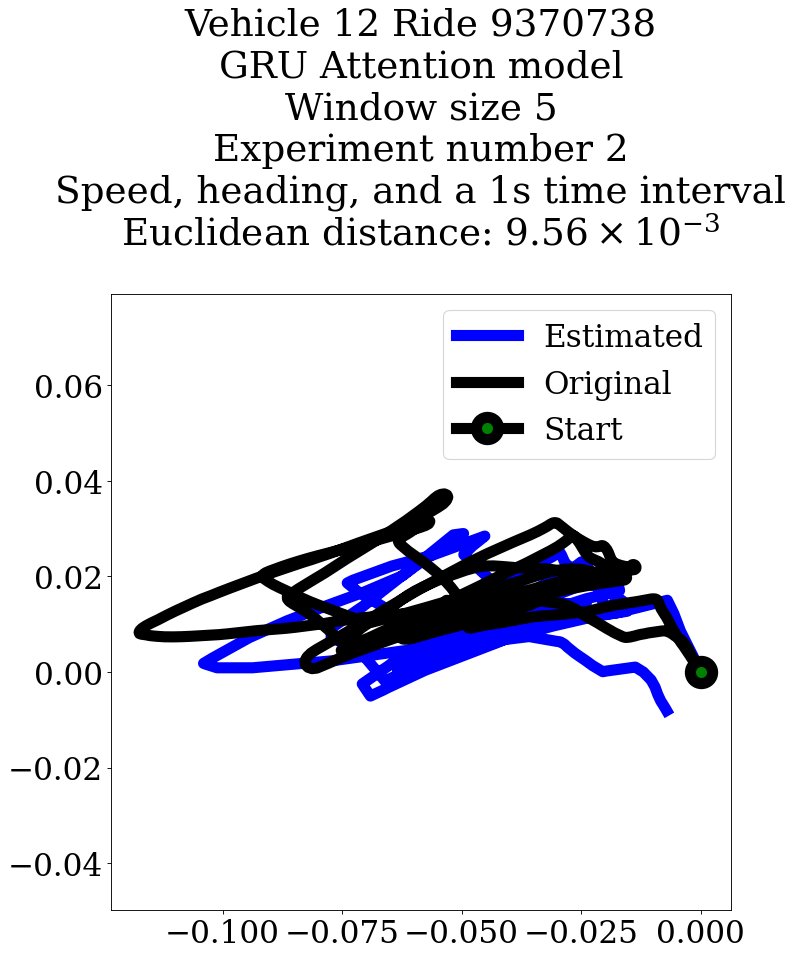 Vehicle 12 Ride 9370738
GRU Attention model
Window size 5
Experiment number 2
Speed, heading, and a 1s time interval
Euclidean distance: 9.56 × 10⁻³
Estimated
Original
Start
0.06
0.04
0.02
0.00
−0.02
−0.04
−0.100 −0.075 −0.050 −0.025 0.000